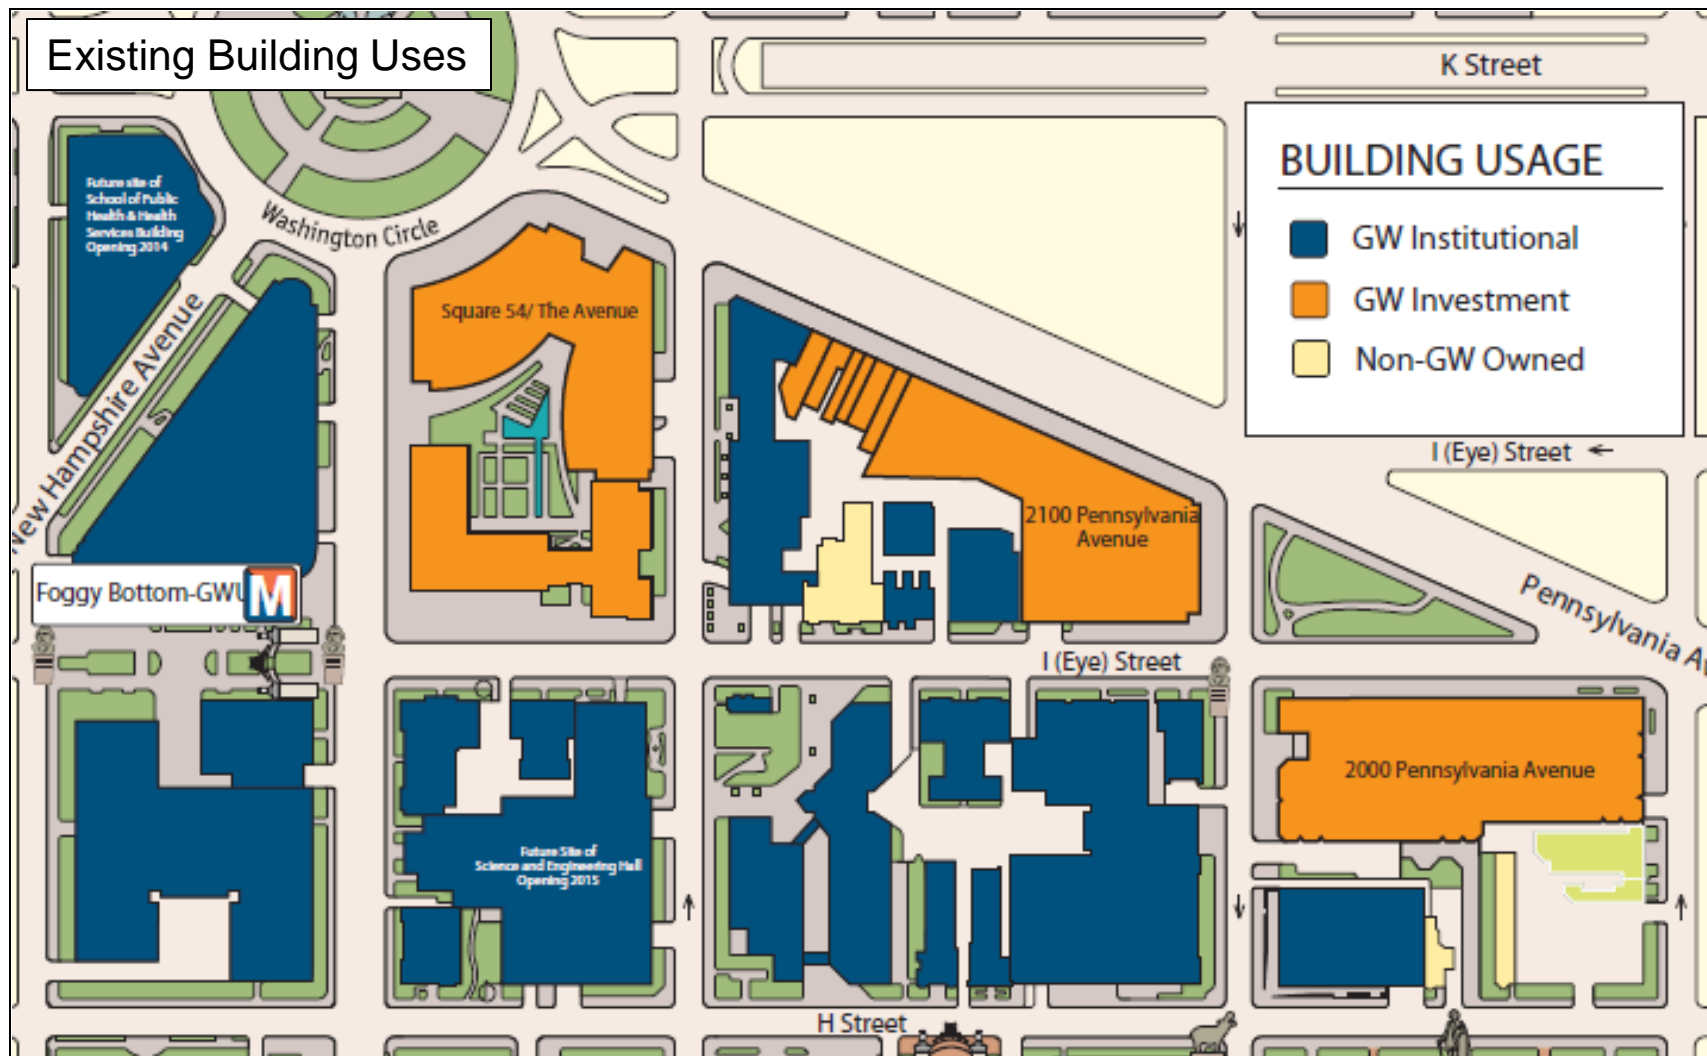 Existing Building Uses
K Street
BUILDING USAGE
GW Institutional
GW Investment
Non-GW Owned
Future site of
School of Public
Health & Health
Services Building
Opening 2014
Washington Circle
New Hampshire Avenue
Square 54/ The Avenue
I (Eye) Street
2100 Pennsylvania
Avenue
Foggy Bottom-GWU
M
Pennsylvania Av
I (Eye) Street
2000 Pennsylvania Avenue
Future Site of
Science and Engineering Hall
Opening 2015
H Street